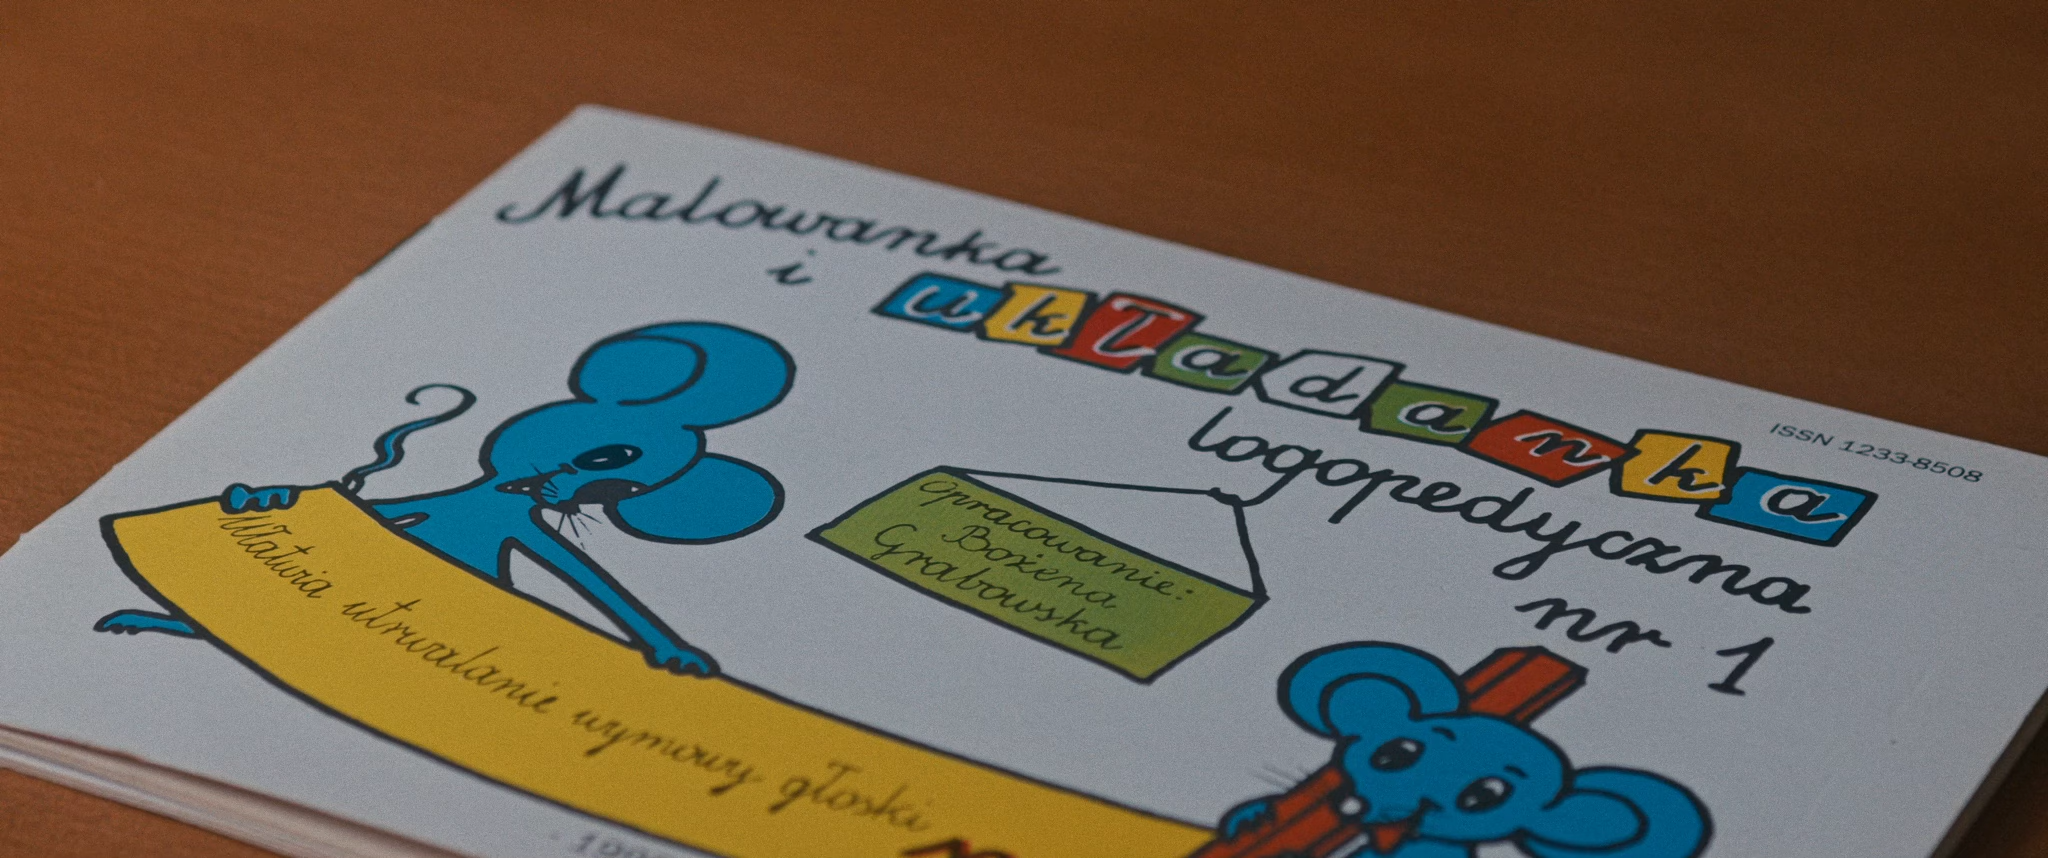 Malowanka
i układanka
logopedyczna
nr 1
ISSN 1233-8508
Opracowanie:
Bożena
Grabowska
Ułatwia utrwalanie wymowy głoski